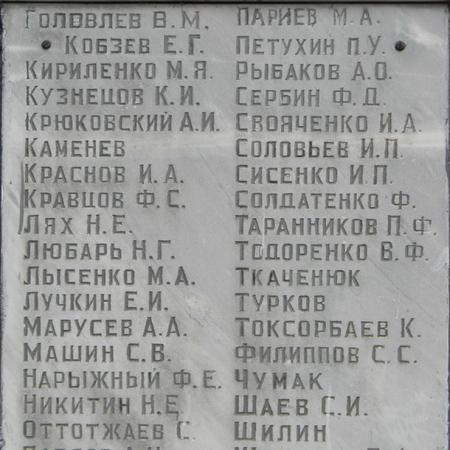 Головлев В.М.
Кобзев Е.Г.
Кириленко М.Я.
Кузнецов К.И.
Крюковский А.И.
Каменев
Краснов И.А.
Кравцов Ф.С.
Лях Н.Е.
Любарь Н.Г.
Лысенко М.А.
Лучкин Е.И.
Марусев А.А.
Машин С.В.
Нарыжный Ф.Е.
Никитин Н.Е
Оттотжаев С.
Париев М.А.
Петухин П.У.
Рыбаков А.О.
Сербин Ф.Д.
Свояченко И.А.
Соловьев И.П.
Сисенко И.П.
Солдатенко Ф.
Таранников П.Ф.
Тодоренко В.Ф.
Ткаченюк
Турков
Токсорбаев К.
Филиппов С.С.
Чумак
Шаев С.И.
Шилин